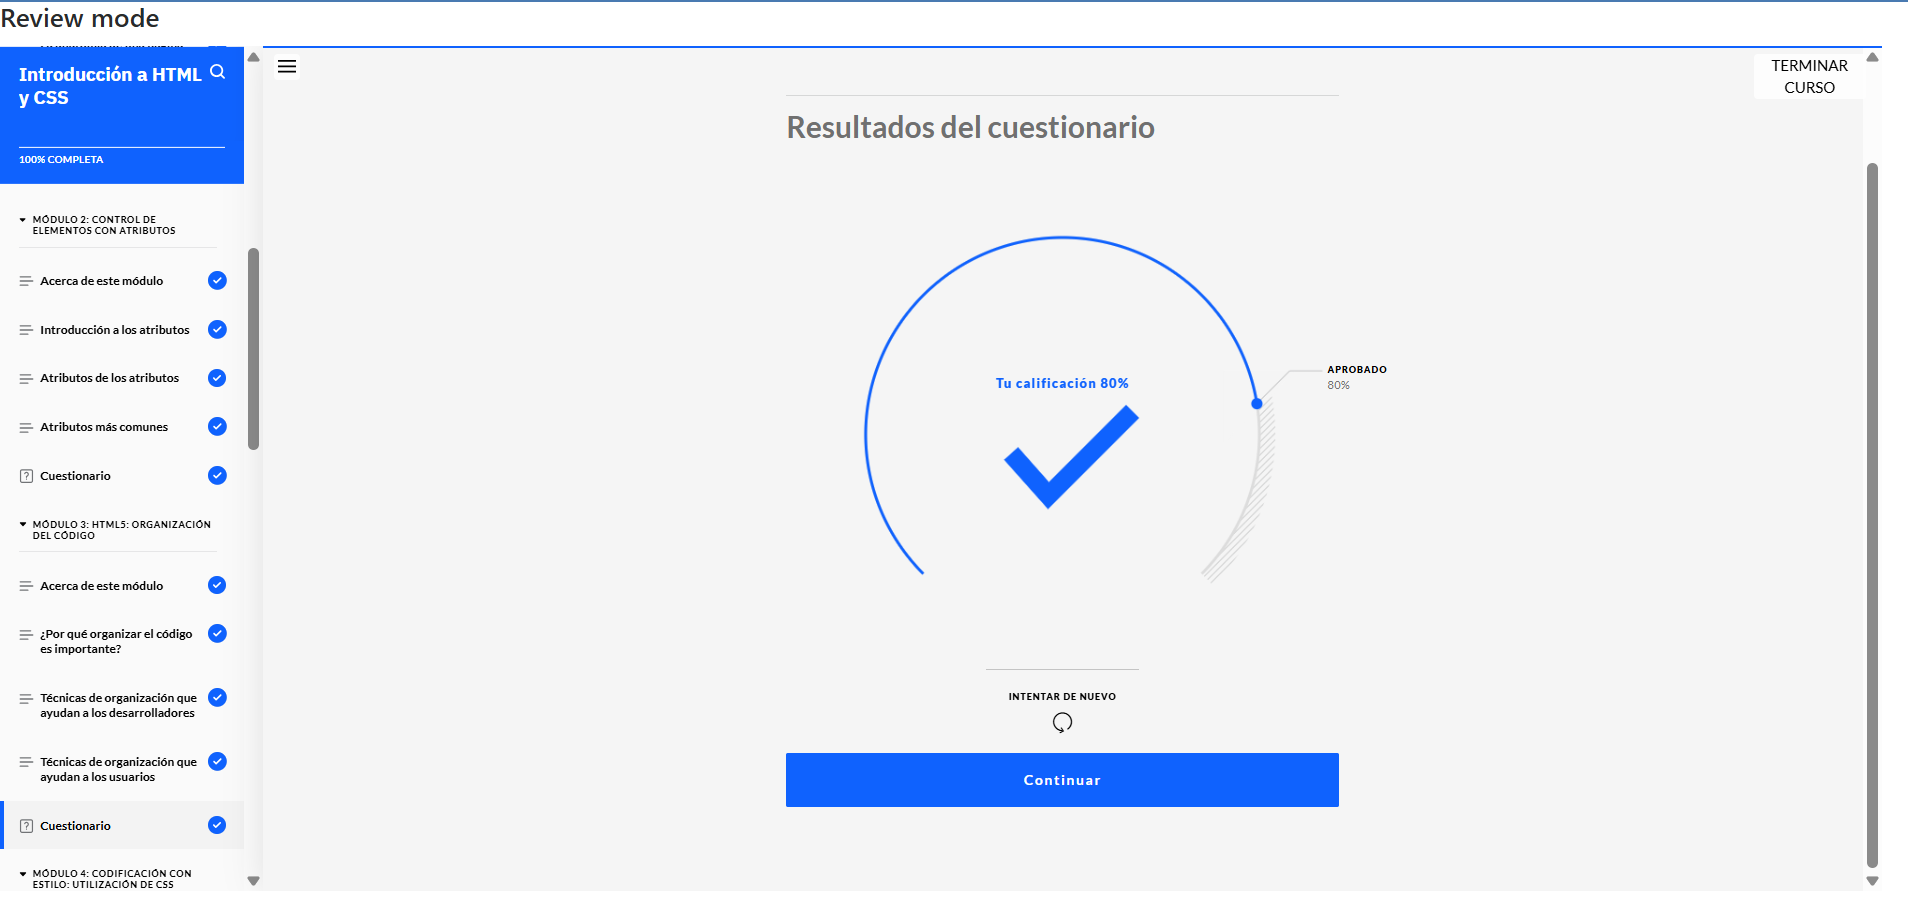 Review mode
Introducción a HTML
y CSS
100% COMPLETA
MÓDULO 2: CONTROL DE
ELEMENTOS CON ATRIBUTOS
Acerca de este módulo
Introducción a los atributos
Atributos de los atributos
Atributos más comunes
Cuestionario
MÓDULO 3: HTML5: ORGANIZACIÓN
DEL CÓDIGO
Acerca de este módulo
¿Por qué organizar el código
es importante?
Técnicas de organización que
ayudan a los desarrolladores
Técnicas de organización que
ayudan a los usuarios
Cuestionario
MÓDULO 4: CODIFICACIÓN CON
ESTILO: UTILIZACIÓN DE CSS
TERMINAR
CURSO
Resultados del cuestionario
Tu calificación 80%
APROBADO
80%
INTENTAR DE NUEVO
Continuar